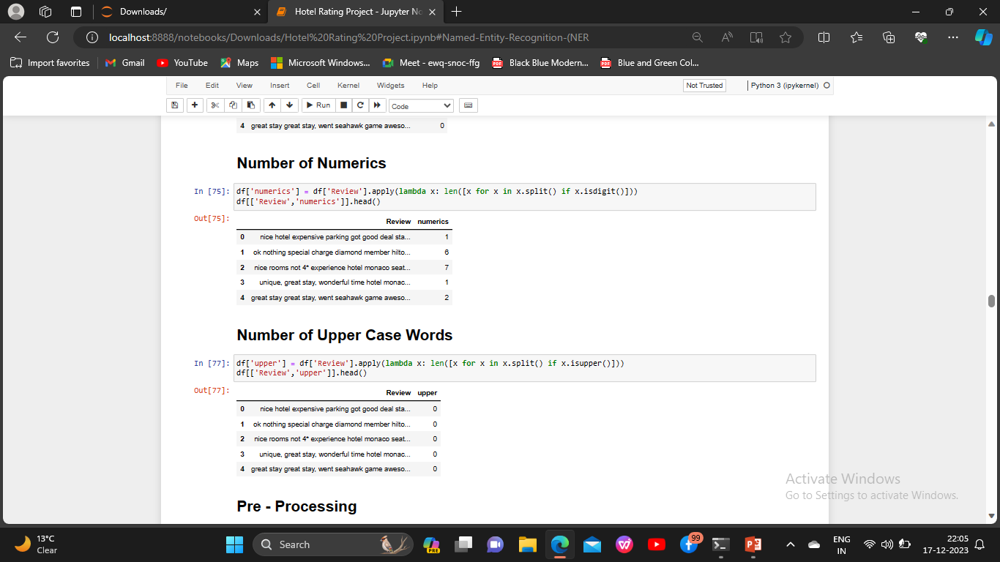 Downloads/
Hotel Rating Project - Jupyter No
localhost:8888/notebooks/Downloads/Hotel%20Rating%20Project.ipynb#Named-Entity-Recognition-(NER
Import favorites Gmail YouTube Maps Microsoft Windows... Meet - ewq-snoc-ffg Black Blue Modern... Blue and Green Col...
File Edit View Insert Cell Kernel Widgets Help Not Trusted Python 3 (ipykernel)
Run Code
4 great stay great stay, went seahawk game aweso... 0
Number of Numerics
In [75]: df['numerics'] = df['Review'].apply(lambda x: len([x for x in x.split() if x.isdigit()]))
df[['Review','numerics']].head()
Out[75]:
Review numerics
0 nice hotel expensive parking got good deal sta... 1
1 ok nothing special charge diamond member hilto... 6
2 nice rooms not 4* experience hotel monaco seat... 7
3 unique, great stay, wonderful time hotel monac... 1
4 great stay great stay, went seahawk game aweso... 2
Number of Upper Case Words
In [77]: df['upper'] = df['Review'].apply(lambda x: len([x for x in x.split() if x.isupper()]))
df[['Review','upper']].head()
Out[77]:
Review upper
0 nice hotel expensive parking got good deal sta... 0
1 ok nothing special charge diamond member hilto... 0
2 nice rooms not 4* experience hotel monaco seat... 0
3 unique, great stay, wonderful time hotel monac... 0
4 great stay great stay, went seahawk game aweso... 0
Pre - Processing
Activate Windows
Go to Settings to activate Windows.
13°C
Clear
Search
PRE
99
ENG
IN
22:05
17-12-2023